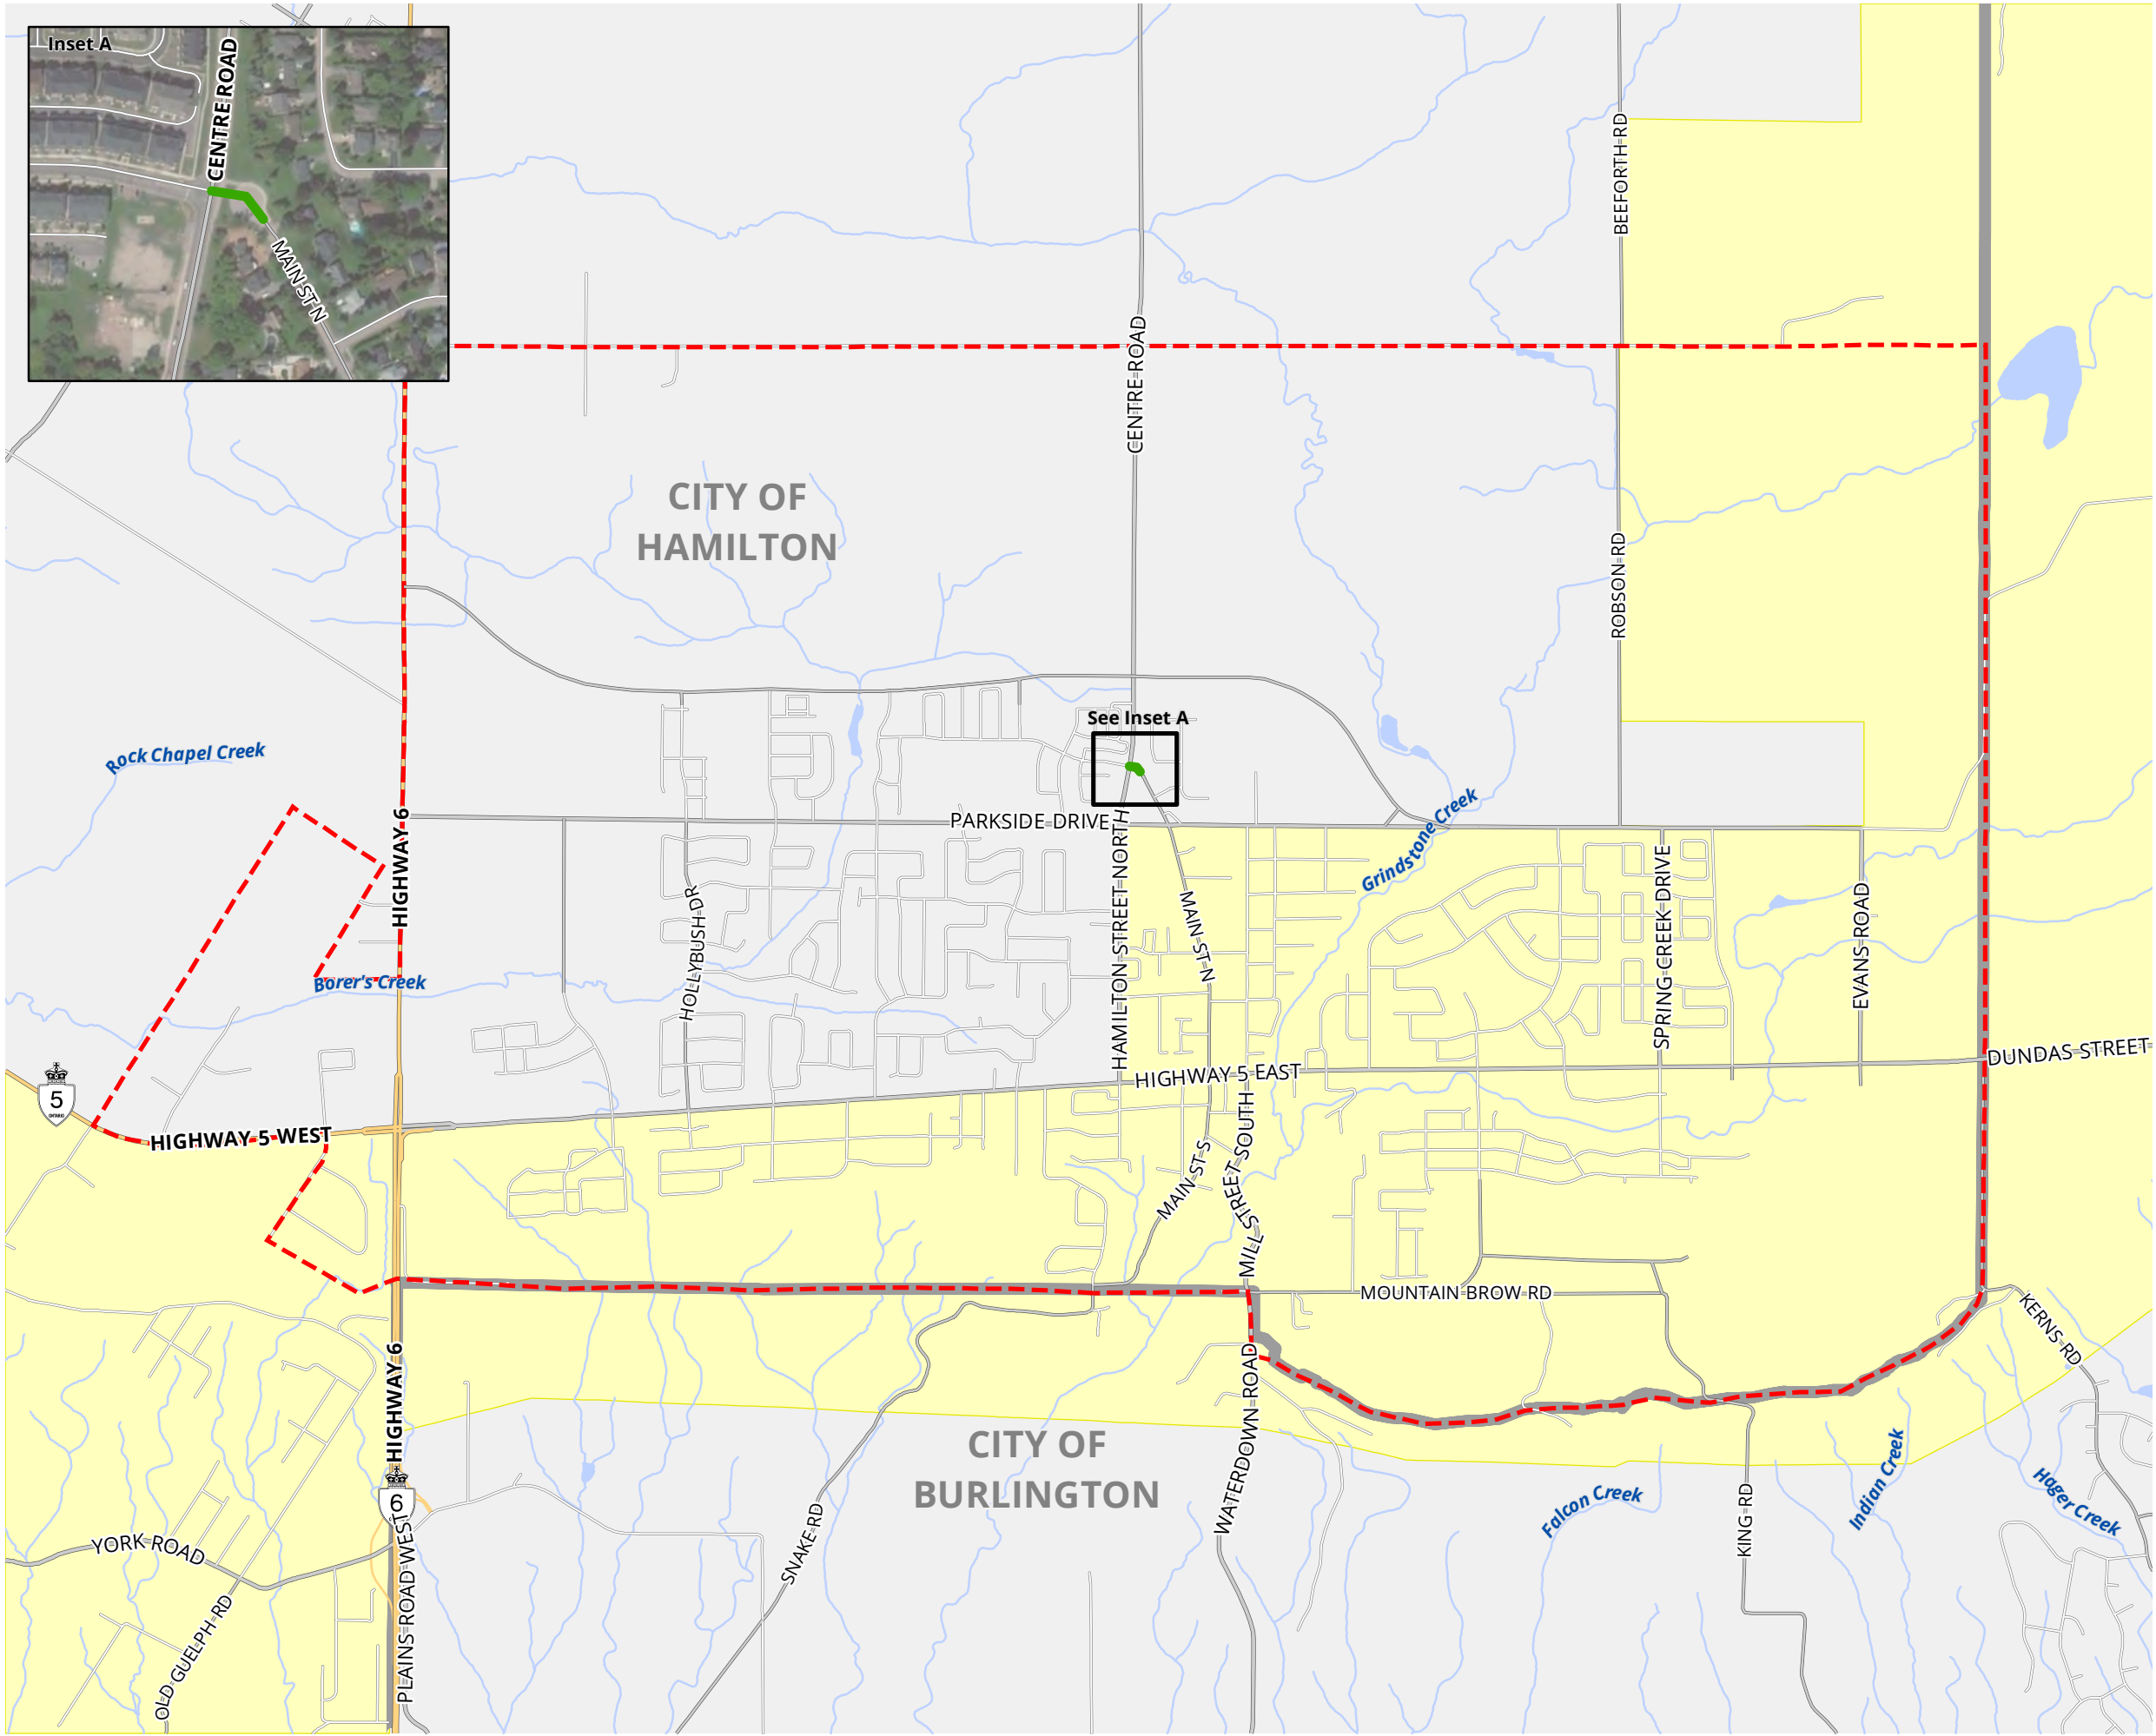 Inset A
CENTRE ROAD
MAIN ST N
BEEFORTH RD
CENTRE ROAD
CITY OF
HAMILTON
ROBSON RD
See Inset A
Rock Chapel Creek
Grindstone Creek
HIGHWAY 6
PARKSIDE DRIVE
HAMILTON STREET NORTH
HOLLYBUSH DR
MAIN ST N
SPRING CREEK DRIVE
EVANS ROAD
Borer's Creek
5
ONTARIO
HIGHWAY 5 WEST
HIGHWAY 5 EAST
DUNDAS STREET
MAIN ST S
MILL STREET SOUTH
MOUNTAIN BROW RD
KERNS RD
HIGHWAY 6
6
CITY OF
BURLINGTON
WATERDOWN ROAD
SNAKE RD
Falcon Creek
KING RD
Indian Creek
Hager Creek
YORK ROAD
OLD GUELPH RD
PLAINS ROAD WEST